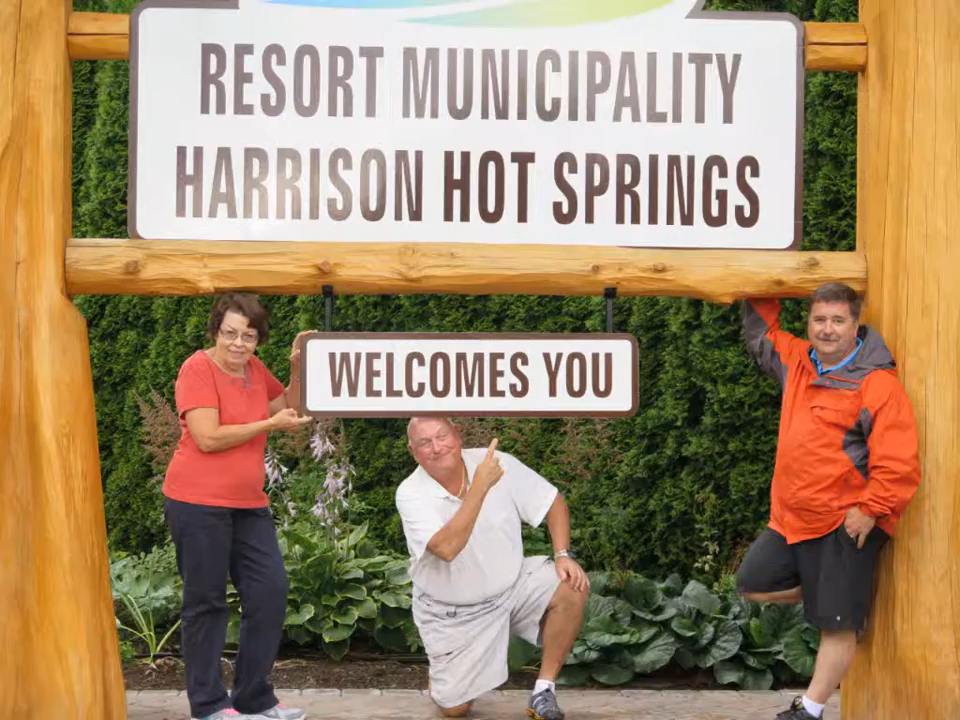 RESORT MUNICIPALITY
HARRISON HOT SPRINGS
WELCOMES YOU